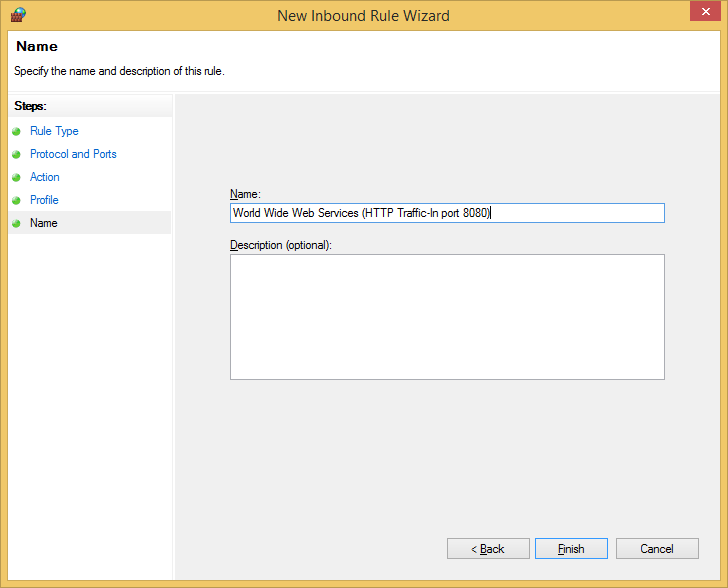 New Inbound Rule Wizard
Name
Specify the name and description of this rule.
Steps:
Rule Type
Protocol and Ports
Action
Profile
Name
Name:
World Wide Web Services (HTTP Traffic-In port 8080)
Description (optional):
< Back
Finish
Cancel